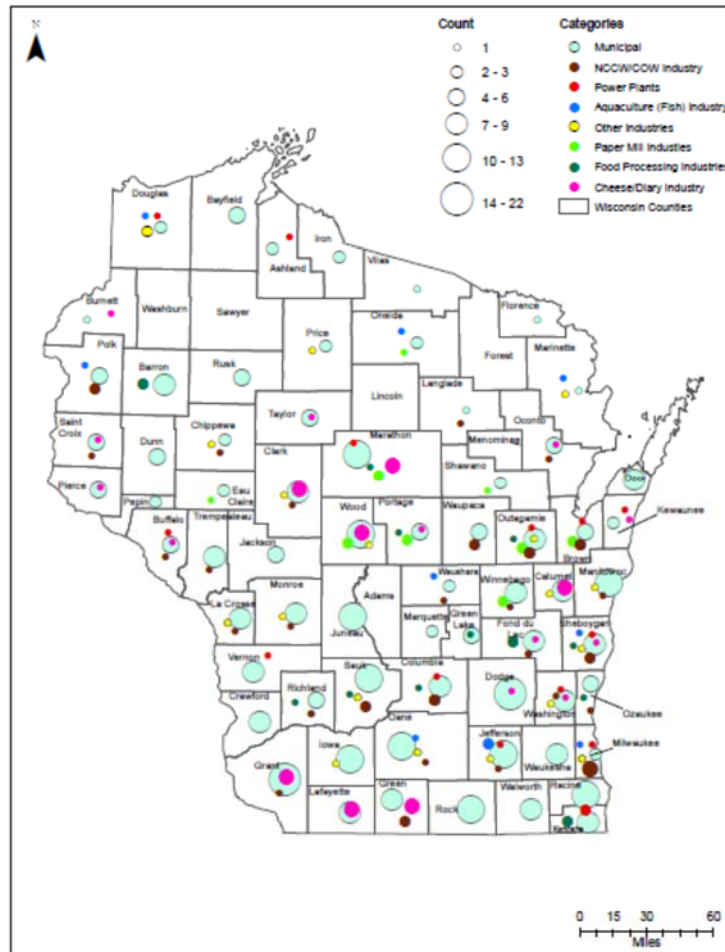 N
Count
1
2 - 3
4 - 6
7 - 9
10 - 13
14 - 22
Categories
Municipal
NCCW/COW Industry
Power Plants
Aquaculture (Fish) Industry
Other Industries
Paper Mill Industies
Food Processing Industries
Cheese/Diary Industry
Wisconsin Counties
Douglas
Bayfield
Iron
Ashland
Vilas
Burnett
Washburn
Sawyer
Florence
Oneida
Price
Forest
Marinette
Polk
Barron
Rusk
Lincoln
Langlade
Taylor
Oconto
Saint
Croix
Chippewa
Marathon
Menominee
Dunn
Clark
Shawano
Door
Pierce
Eau
Claire
Pepin
Kewaunee
Wood
Portage
Waupaca
Outagamie
Buffalo
Trempealeau
Brown
Jackson
Waushara
Winnebago
Calumet
Manitowoc
Adams
Monroe
La Crosse
Marquette
Green
Lake
Fond du
Lac
Sheboygan
Juneau
Vernon
Sauk
Columbia
Dodge
Richland
Crawford
Washington
Ozaukee
Dane
Jefferson
Milwaukee
Iowa
Waukesha
Grant
Racine
Lafayette
Green
Rock
Walworth
Kenosha
0 15 30 60
Miles